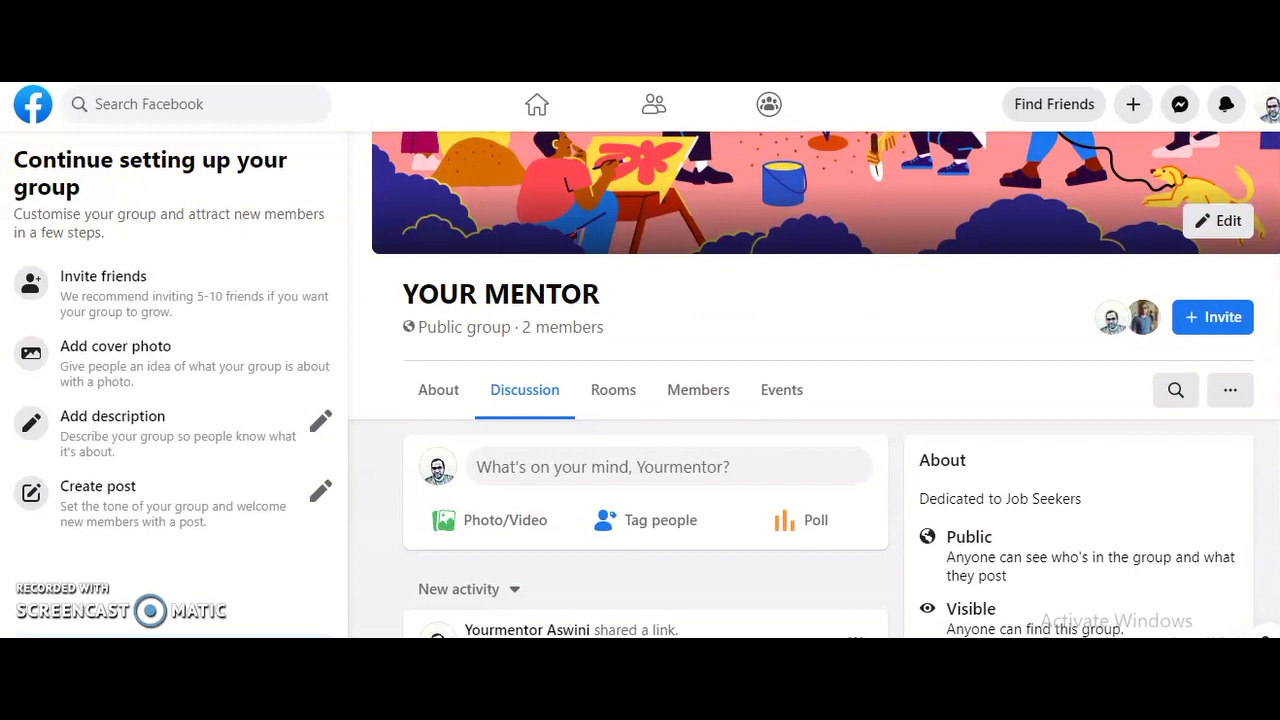 Search Facebook
Find Friends
Continue setting up your
group
Customise your group and attract new members
in a few steps.
Invite friends
We recommend inviting 5-10 friends if you want
your group to grow.
Add cover photo
Give people an idea of what your group is about
with a photo.
Add description
Describe your group so people know what
it's about.
Create post
Set the tone of your group and welcome
new members with a post.
RECORDED WITH
SCREENCAST MATIC
Edit
YOUR MENTOR
Public group · 2 members
+ Invite
About Discussion Rooms Members Events
What's on your mind, Yourmentor?
Photo/Video Tag people Poll
New activity
Yourmentor Aswini shared a link.
About
Dedicated to Job Seekers
Public
Anyone can see who's in the group and what
they post
Visible
Anyone can find this group.
Activate Windows